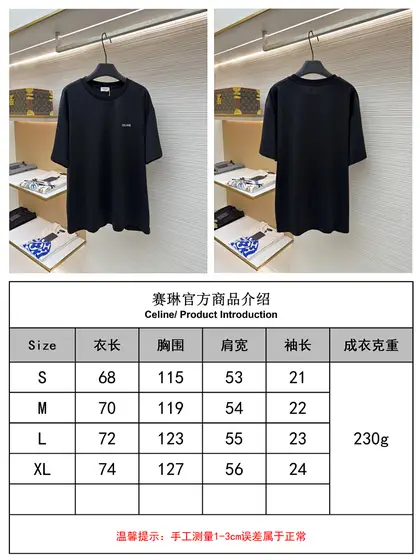 CELINE
赛琳官方商品介绍
Celine/ Product Introduction
Size 衣长 胸围 肩宽 袖长 成衣克重
S 68 115 53 21 230g
M 70 119 54 22
L 72 123 55 23
XL 74 127 56 24
温馨提示：手工测量1-3cm误差属于正常